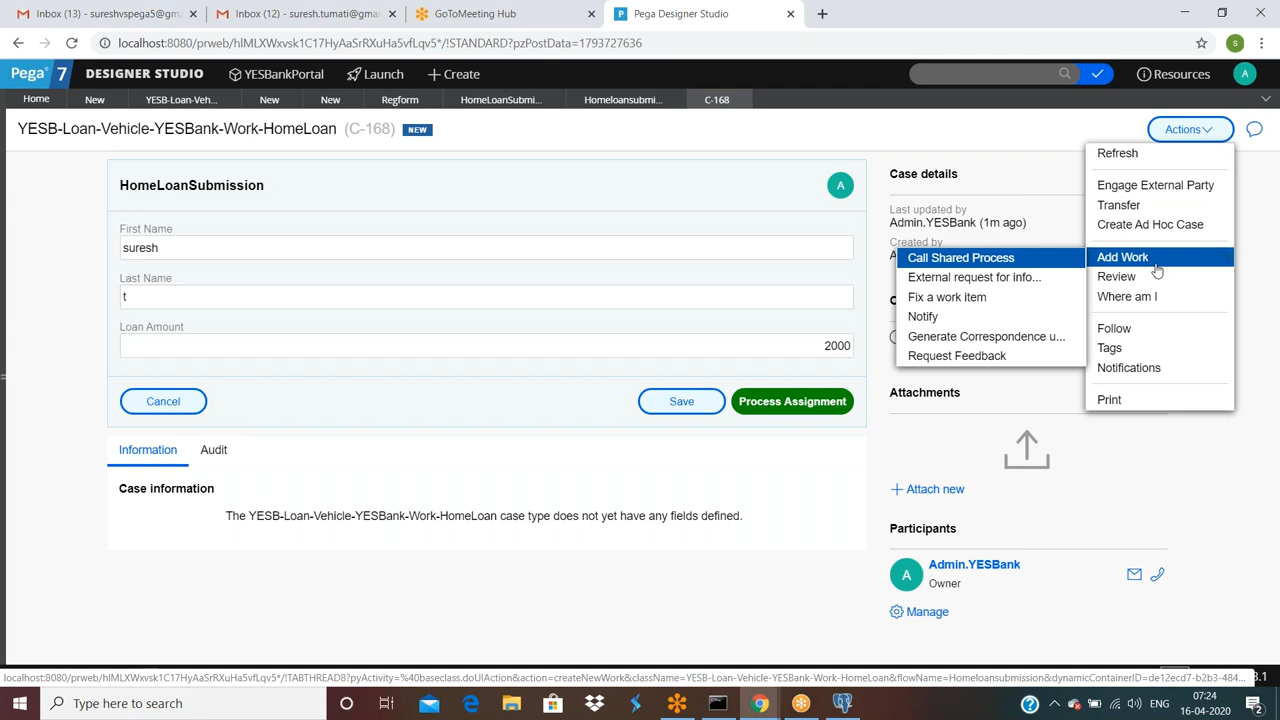 Inbox (13) - sureshvspega5@gm
Inbox (12) - suresh.tumati@gmai
GoToMeeting Hub
Pega Designer Studio
localhost:8080/prweb/hlMLXWxvsk1C17HyAaSrRXuHa5vfLqv5*/!STANDARD?pzPostData=1793727636
S
Pega 7
DESIGNER STUDIO
YESBankPortal
Launch
Create
Resources
A
Home
New
YESB-Loan-Veh...
New
New
Regform
HomeLoanSubmi...
Homeloansubmi...
C-168
YESB-Loan-Vehicle-YESBank-Work-HomeLoan (C-168) NEW
Actions
HomeLoanSubmission
A
First Name
suresh
Last Name
t
Loan Amount
2000
Cancel
Save
Process Assignment
Information
Audit
Case information
The YESB-Loan-Vehicle-YESBank-Work-HomeLoan case type does not yet have any fields defined.
Case details
Last updated by
Admin.YESBank (1m ago)
Created by
Call Shared Process
External request for info...
Fix a work item
Notify
Generate Correspondence u...
Request Feedback
Refresh
Engage External Party
Transfer
Create Ad Hoc Case
Add Work
Review
Where am I
Follow
Tags
Notifications
Print
Attachments
Attach new
Participants
A
Admin.YESBank
Owner
Manage
localhost:8080/prweb/hlMLXWxvsk1C17HyAaSrRXuHa5vfLqv5*/!TABTHREAD8?pyActivity=%40baseclass.doUIAction&action=createNewWork&className=YESB-Loan-Vehicle-YESBank-Work-HomeLoan&flowName=Homeloansubmission&dynamicContainerID=de12ecd7-b2b3-484...
3.1
Type here to search
ENG
07:24
16-04-2020
2